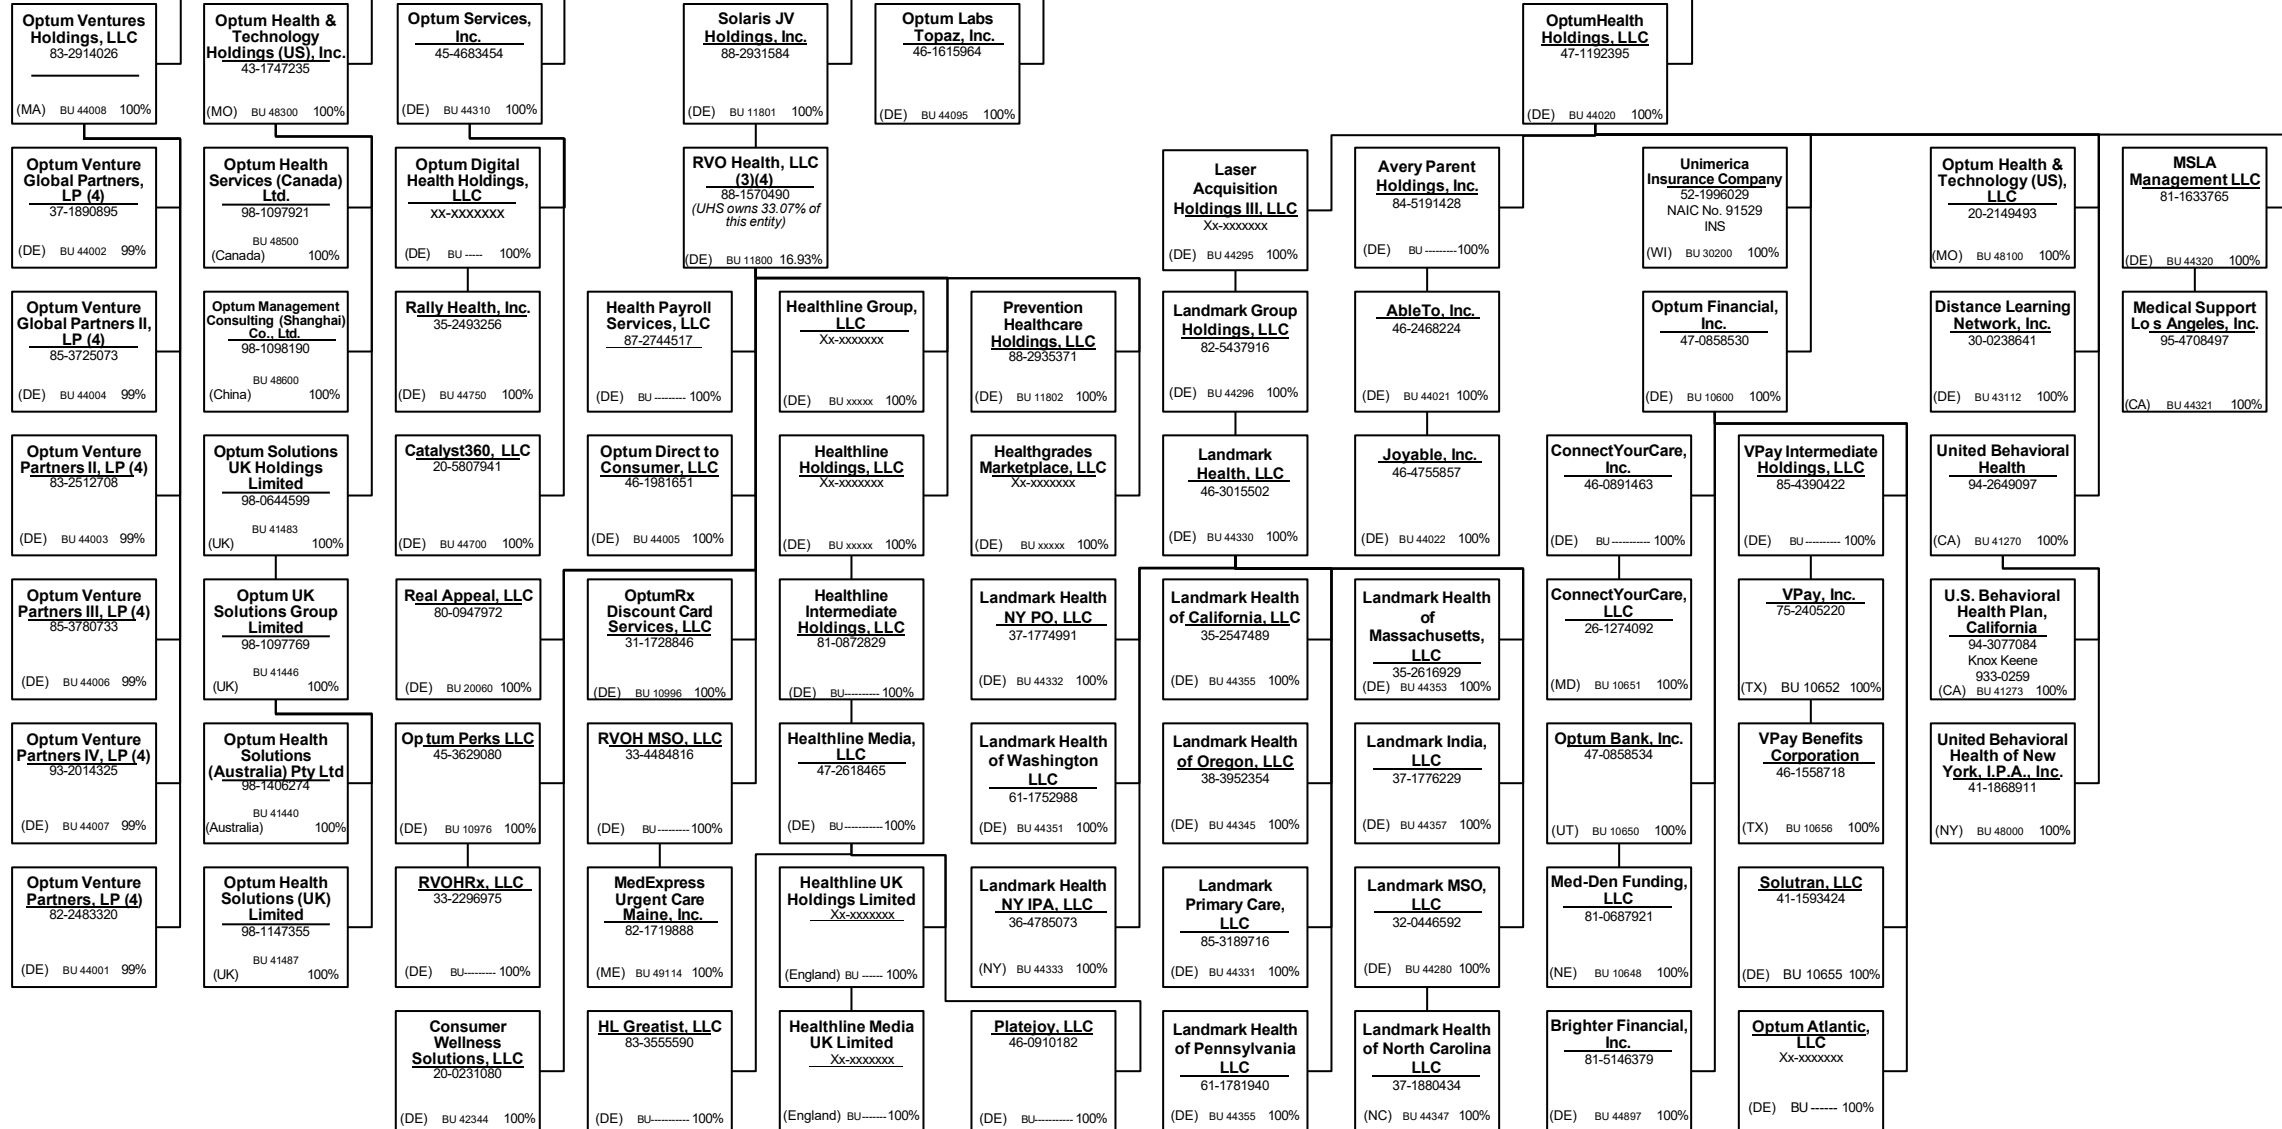 Optum Ventures
Holdings, LLC
83-2914026
(MA) BU 44008 100%
Optum Health &
Technology
Holdings (US), Inc.
43-1747235
(MO) BU 48300 100%
Optum Services,
Inc.
45-4683454
(DE) BU 44310 100%
Solaris JV
Holdings, Inc.
88-2931584
(DE) BU 11801 100%
Optum Labs
Topaz, Inc.
46-1615964
(DE) BU 44095 100%
OptumHealth
Holdings, LLC
47-1192395
(DE) BU 44020 100%
Optum Venture
Global Partners,
LP (4)
37-1890895
(DE) BU 44002 99%
Optum Health
Services (Canada)
Ltd.
98-1097921
BU 48500
(Canada) 100%
Optum Digital
Health Holdings,
LLC
xx-xxxxxxx
(DE) BU ----- 100%
RVO Health, LLC
(3)(4)
88-1570490
(UHS owns 33.07% of
this entity)
(DE) BU 11800 16.93%
Laser
Acquisition
Holdings III, LLC
Xx-xxxxxxx
(DE) BU 44295 100%
Avery Parent
Holdings, Inc.
84-5191428
(DE) BU ---------100%
Unimerica
Insurance Company
52-1996029
NAIC No. 91529
INS
(WI) BU 30200 100%
Optum Health &
Technology (US),
LLC
20-2149493
(MO) BU 48100 100%
MSLA
Management LLC
81-1633765
(DE) BU 44320 100%
Optum Venture
Global Partners II,
LP (4)
85-3725073
(DE) BU 44004 99%
Optum Management
Consulting (Shanghai)
Co., Ltd.
98-1098190
BU 48600
(China) 100%
Rally Health, Inc.
35-2493256
(DE) BU 44750 100%
Health Payroll
Services, LLC
87-2744517
(DE) BU --------- 100%
Healthline Group,
LLC
Xx-xxxxxxx
(DE) BU xxxxx 100%
Prevention
Healthcare
Holdings, LLC
88-2935371
(DE) BU 11802 100%
Landmark Group
Holdings, LLC
82-5437916
(DE) BU 44296 100%
AbleTo, Inc.
46-2468224
(DE) BU 44021 100%
Optum Financial,
Inc.
47-0858530
(DE) BU 10600 100%
Distance Learning
Network, Inc.
30-0238641
(DE) BU 43112 100%
Medical Support
Lo s Angeles, Inc.
95-4708497
(CA) BU 44321 100%
Optum Venture
Partners II, LP (4)
83-2512708
(DE) BU 44003 99%
Optum Solutions
UK Holdings
Limited
98-0644599
BU 41483
(UK) 100%
Catalyst360, LLC
20-5807941
(DE) BU 44700 100%
Optum Direct to
Consumer, LLC
46-1981651
(DE) BU 44005 100%
Healthline
Holdings, LLC
Xx-xxxxxxx
(DE) BU xxxxx 100%
Healthgrades
Marketplace, LLC
Xx-xxxxxxx
(DE) BU xxxxx 100%
Landmark
Health, LLC
46-3015502
(DE) BU 44330 100%
Joyable, Inc.
46-4755857
(DE) BU 44022 100%
ConnectYourCare,
Inc.
46-0891463
(DE) BU ----------- 100%
VPay Intermediate
Holdings, LLC
85-4390422
(DE) BU ---------- 100%
United Behavioral
Health
94-2649097
(CA) BU 41270 100%
Optum Venture
Partners III, LP (4)
85-3780733
(DE) BU 44006 99%
Optum UK
Solutions Group
Limited
98-1097769
BU 41446
(UK) 100%
Real Appeal, LLC
80-0947972
(DE) BU 20060 100%
OptumRx
Discount Card
Services, LLC
31-1728846
(DE) BU 10996 100%
Healthline
Intermediate
Holdings, LLC
81-0872829
(DE) BU---------- 100%
Landmark Health
NY PO, LLC
37-1774991
(DE) BU 44332 100%
Landmark Health
of California, LLC
35-2547489
(DE) BU 44355 100%
Landmark Health
of
Massachusetts,
LLC
35-2616929
(DE) BU 44353 100%
ConnectYourCare,
LLC
26-1274092
(MD) BU 10651 100%
VPay, Inc.
75-2405220
(TX) BU 10652 100%
U.S. Behavioral
Health Plan,
California
94-3077084
Knox Keene
933-0259
(CA) BU 41273 100%
Optum Venture
Partners IV, LP (4)
93-2014325
(DE) BU 44007 99%
Optum Health
Solutions
(Australia) Pty Ltd
98-1406274
BU 41440
(Australia) 100%
Optum Perks LLC
45-3629080
(DE) BU 10976 100%
RVOH MSO, LLC
33-4484816
(DE) BU--------- 100%
Healthline Media,
LLC
47-2618465
(DE) BU---------- 100%
Landmark Health
of Washington
LLC
61-1752988
(DE) BU 44351 100%
Landmark Health
of Oregon, LLC
38-3952354
(DE) BU 44345 100%
Landmark India,
LLC
37-1776229
(DE) BU 44357 100%
Optum Bank, Inc.
47-0858534
(UT) BU 10650 100%
VPay Benefits
Corporation
46-1558718
(TX) BU 10656 100%
United Behavioral
Health of New
York, I.P.A., Inc.
41-1868911
(NY) BU 48000 100%
Optum Venture
Partners, LP (4)
82-2483320
(DE) BU 44001 99%
Optum Health
Solutions (UK)
Limited
98-1147355
BU 41487
(UK) 100%
RVOHRx, LLC
33-2296975
(DE) BU--------- 100%
MedExpress
Urgent Care
Maine, Inc.
82-1719888
(ME) BU 49114 100%
Healthline UK
Holdings Limited
Xx-xxxxxxx
(England) BU ------ 100%
Landmark Health
NY IPA, LLC
36-4785073
(NY) BU 44333 100%
Landmark
Primary Care,
LLC
85-3189716
(DE) BU 44331 100%
Landmark MSO,
LLC
32-0446592
(DE) BU 44280 100%
Med-Den Funding,
LLC
81-0687921
(NE) BU 10648 100%
Solutran, LLC
41-1593424
(DE) BU 10655 100%
Consumer
Wellness
Solutions, LLC
20-0231080
(DE) BU 42344 100%
HL Greatist, LLC
83-3555590
(DE) BU----------- 100%
Healthline Media
UK Limited
Xx-xxxxxxx
(England) BU-------100%
Platejoy, LLC
46-0910182
(DE) BU----------- 100%
Landmark Health
of Pennsylvania
LLC
61-1781940
(DE) BU 44355 100%
Landmark Health
of North Carolina
LLC
37-1880434
(NC) BU 44347 100%
Brighter Financial,
Inc.
81-5146379
(DE) BU 44897 100%
Optum Atlantic,
LLC
Xx-xxxxxxx
(DE) BU ------ 100%